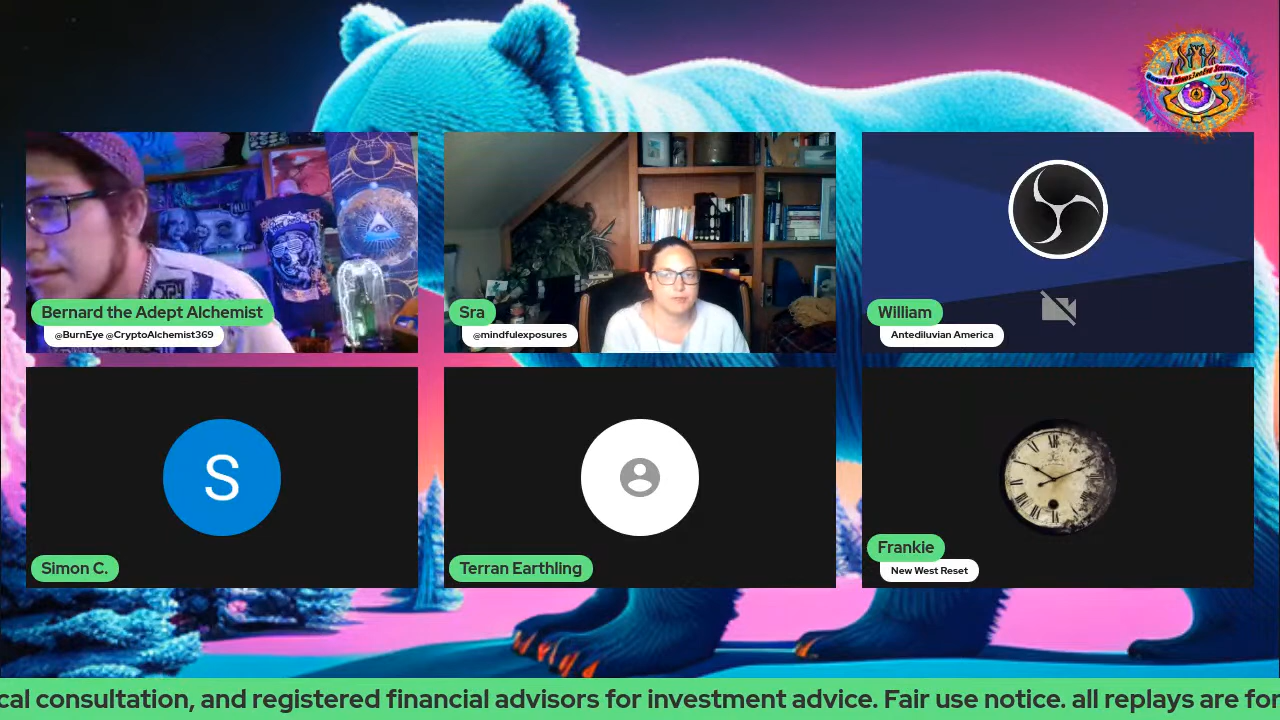 Bernard the Adept Alchemist
@BurnEye @CryptoAlchemist369
Sra
@mindfulexposures
William
Antediluvian America
S
Simon C.
Terran Earthling
Frankie
New West Reset
cal consultation, and registered financial advisors for investment advice. Fair use notice. all replays are for